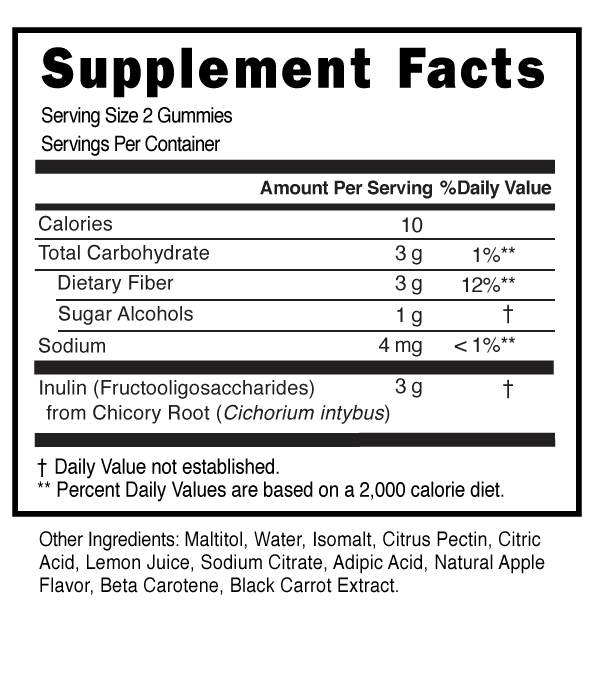 Supplement Facts
Serving Size 2 Gummies
Servings Per Container
Amount Per Serving %Daily Value
Calories 10
Total Carbohydrate 3 g 1%**
Dietary Fiber 3 g 12%**
Sugar Alcohols 1 g †
Sodium 4 mg < 1%**
Inulin (Fructooligosaccharides) 3 g †
from Chicory Root (Cichorium intybus)
† Daily Value not established.
** Percent Daily Values are based on a 2,000 calorie diet.
Other Ingredients: Maltitol, Water, Isomalt, Citrus Pectin, Citric
Acid, Lemon Juice, Sodium Citrate, Adipic Acid, Natural Apple
Flavor, Beta Carotene, Black Carrot Extract.